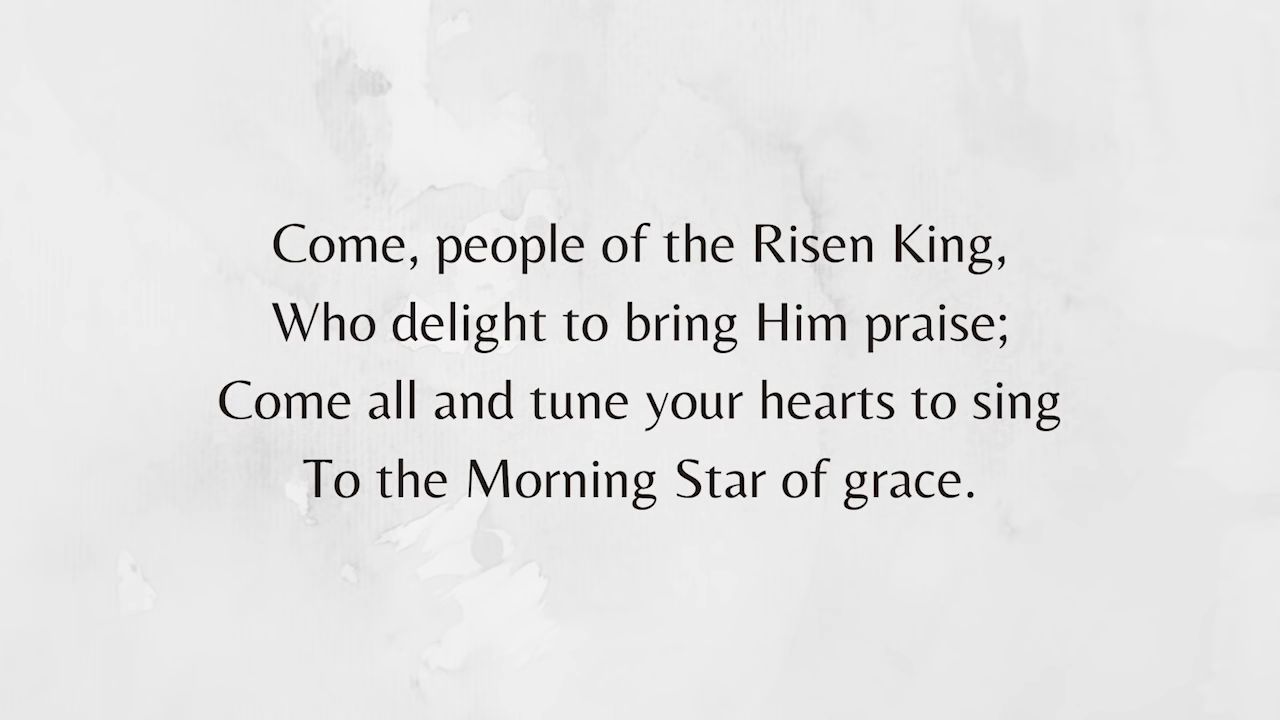 Come, people of the Risen King,
Who delight to bring Him praise;
Come all and tune your hearts to sing
To the Morning Star of grace.